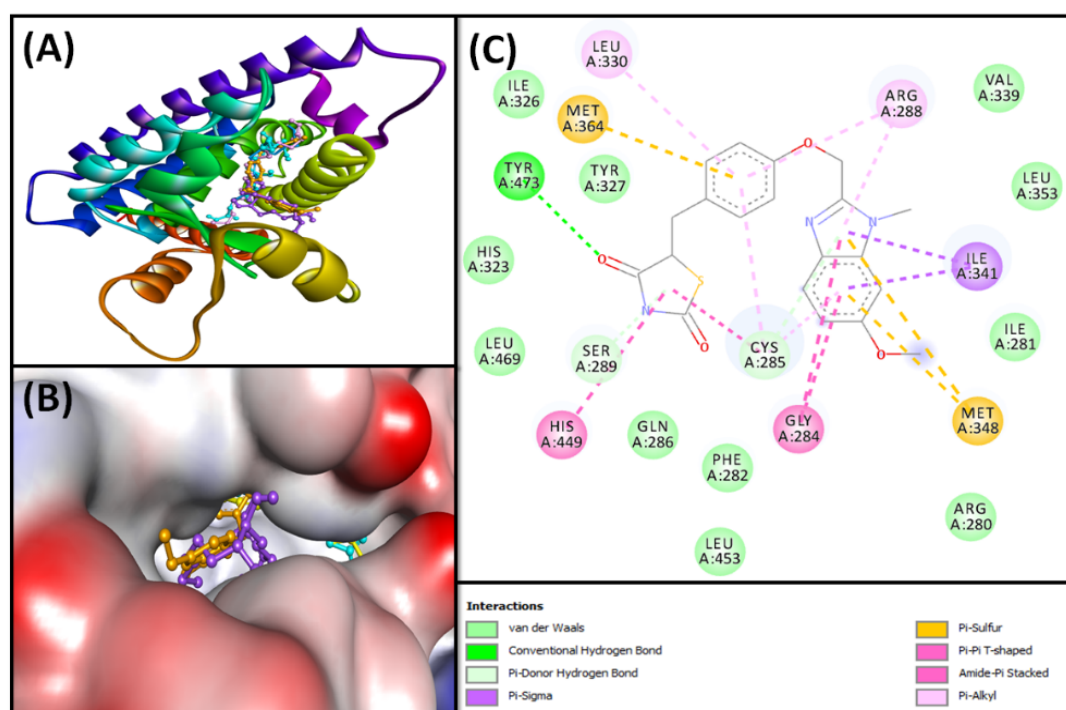 (A)
(B)
(C)
LEU
A:330
ILE
A:326
MET
A:364
ARG
A:288
VAL
A:339
TYR
A:473
TYR
A:327
LEU
A:353
HIS
A:323
ILE
A:341
LEU
A:469
SER
A:289
CYS
A:285
ILE
A:281
HIS
A:449
GLN
A:286
GLY
A:284
MET
A:348
PHE
A:282
ARG
A:280
LEU
A:453
O
N
N
O
S
N
O
O
Interactions
van der Waals
Conventional Hydrogen Bond
Pi-Donor Hydrogen Bond
Pi-Sigma
Pi-Sulfur
Pi-Pi T-shaped
Amide-Pi Stacked
Pi-Alkyl